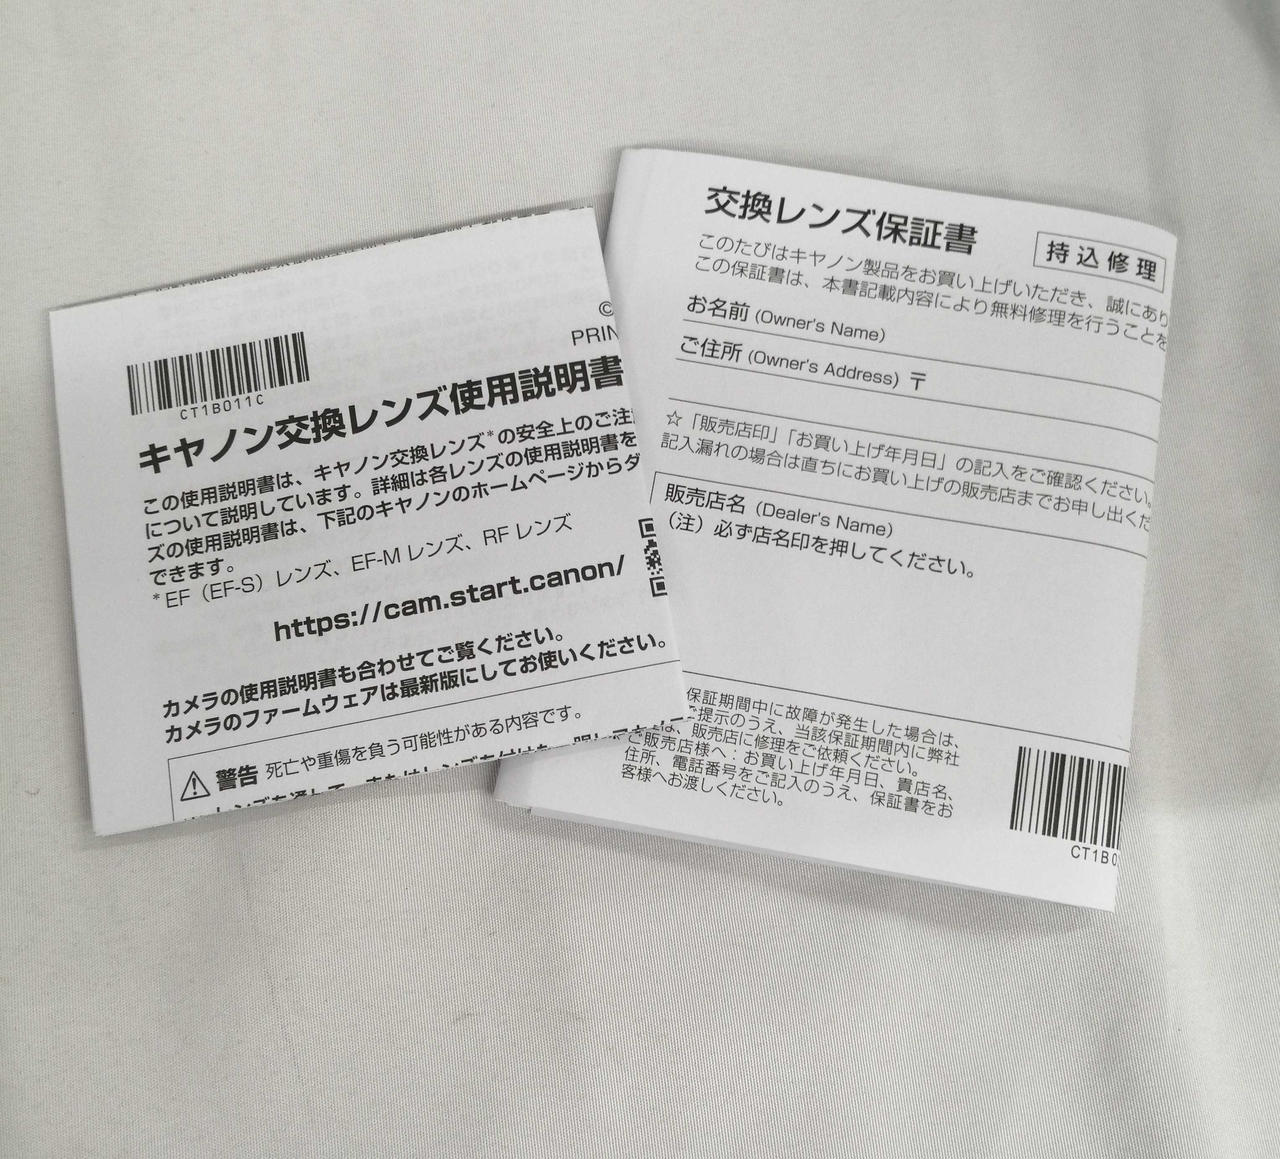 ©
PRIN
CT1B011C
キヤノン交換レンズ使用説明書
この使用説明書は、キヤノン交換レンズ*の安全上のご注
について説明しています。詳細は各レンズの使用説明書を
ズの使用説明書は、下記のキヤノンのホームページからダ
できます。
*EF（EF-S）レンズ、EF-M レンズ、RF レンズ
https://cam.start.canon/
カメラの使用説明書も合わせてご覧ください。
カメラのファームウェアは最新版にしてお使いください。
警告 死亡や重傷を負う可能性がある内容です。
交換レンズ保証書
持込修理
このたびはキヤノン製品をお買い上げいただき、誠にあり
この保証書は、本書記載内容により無料修理を行うことを
お名前 (Owner's Name)
ご住所 (Owner's Address) 〒
☆「販売店印」「お買い上げ年月日」の記入をご確認ください。
記入漏れの場合は直ちにお買い上げの販売店までお申し出くだ
販売店名 (Dealer's Name)
（注）必ず店名印を押してください。
保証期間中に故障が発生した場合は、
ご提示のうえ、当該保証期間内に弊社
は、販売店に修理をご依頼ください。
ご販売店様へ：お買い上げ年月日、貴店名、
住所、電話番号をご記入のうえ、保証書をお
客様へお渡しください。
CT1B0